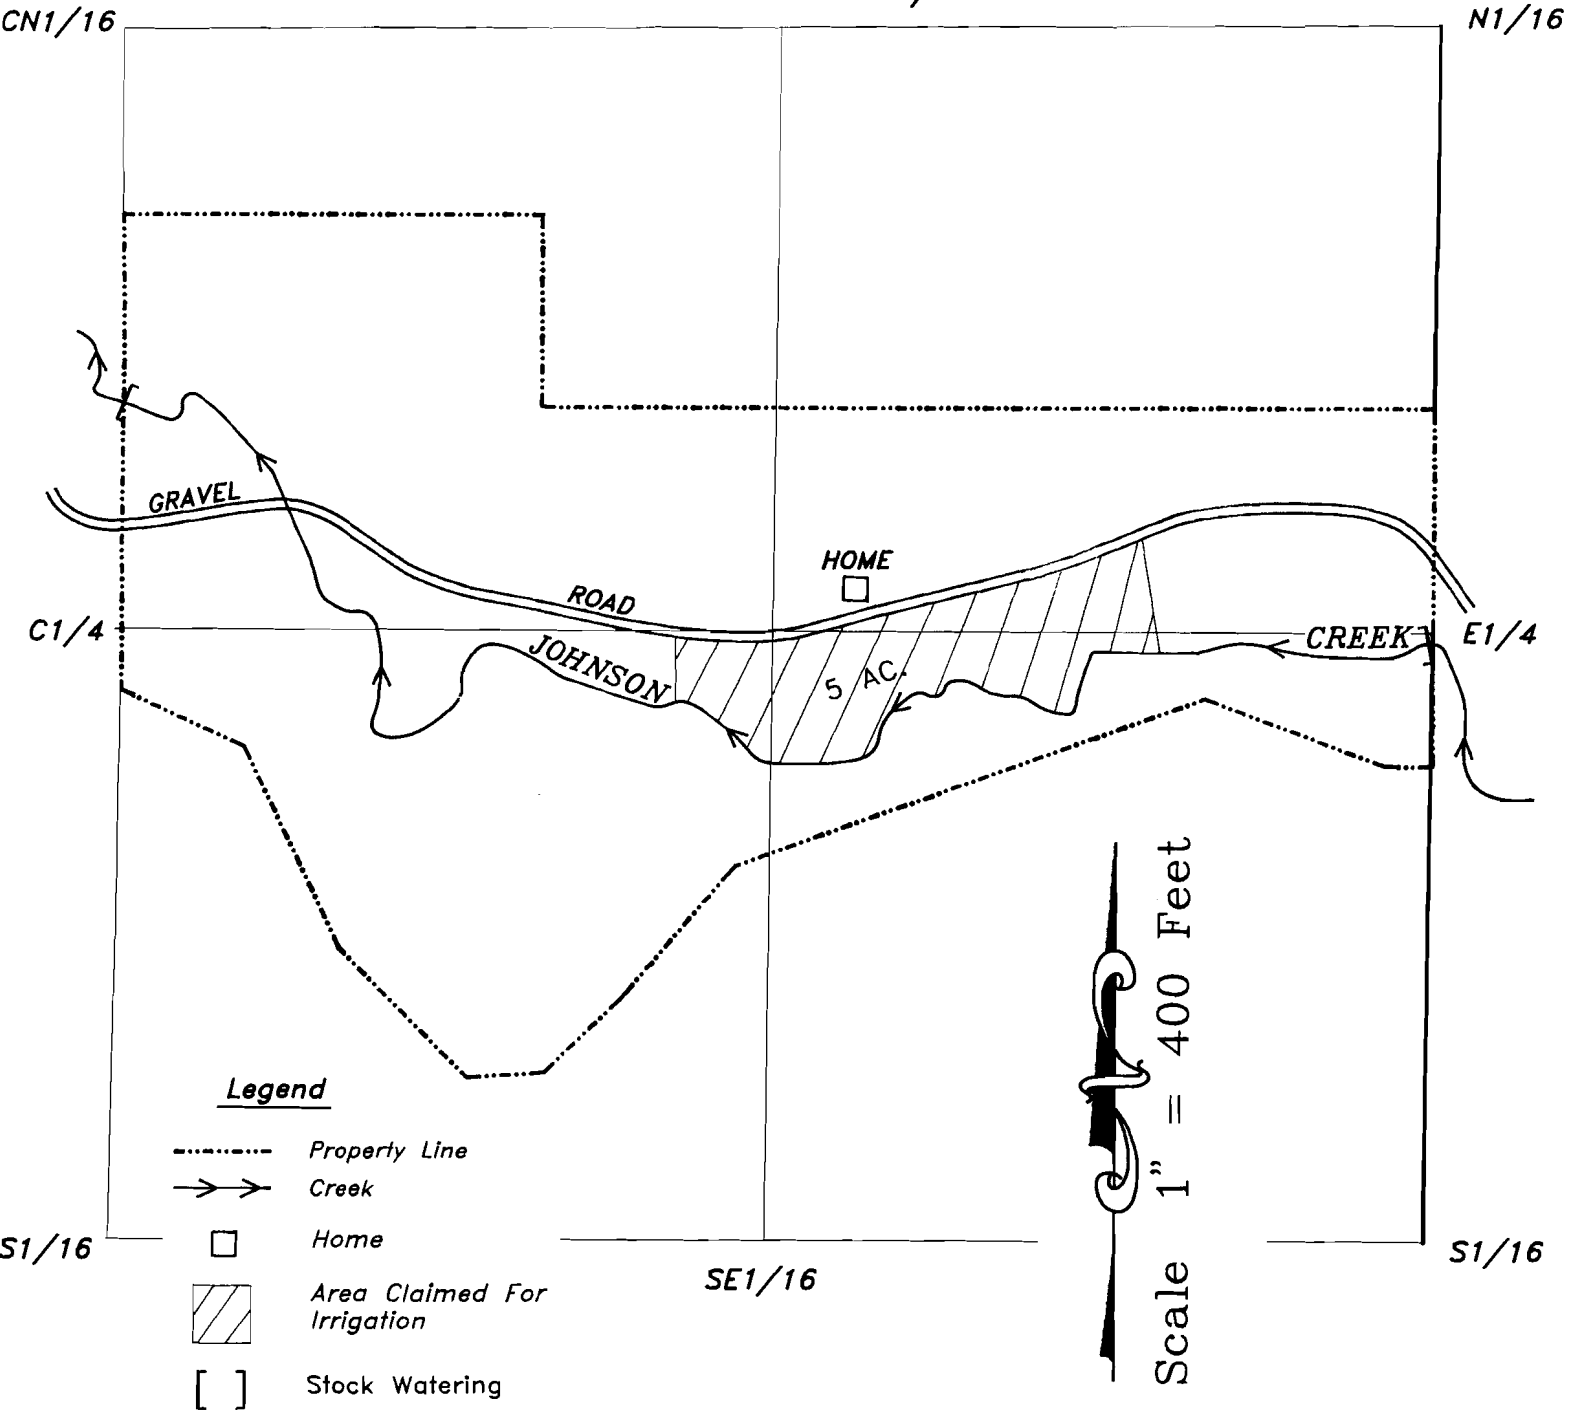 CN1/16
N1/16
GRAVEL
HOME
ROAD
C1/4
JOHNSON
CREEK
E1/4
5 AC.
Scale 1" = 400 Feet
Legend
Property Line
Creek
Home
S1/16
SE1/16
S1/16
Area Claimed For
Irrigation
[ ] Stock Watering